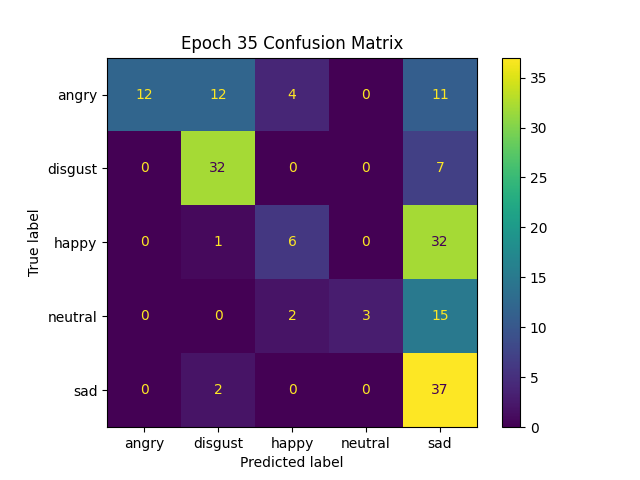 Epoch 35 Confusion Matrix
True label
angry 12 12 4 0 11
disgust 0 32 0 0 7
happy 0 1 6 0 32
neutral 0 0 2 3 15
sad 0 2 0 0 37
angry disgust happy neutral sad
Predicted label
35
30
25
20
15
10
5
0